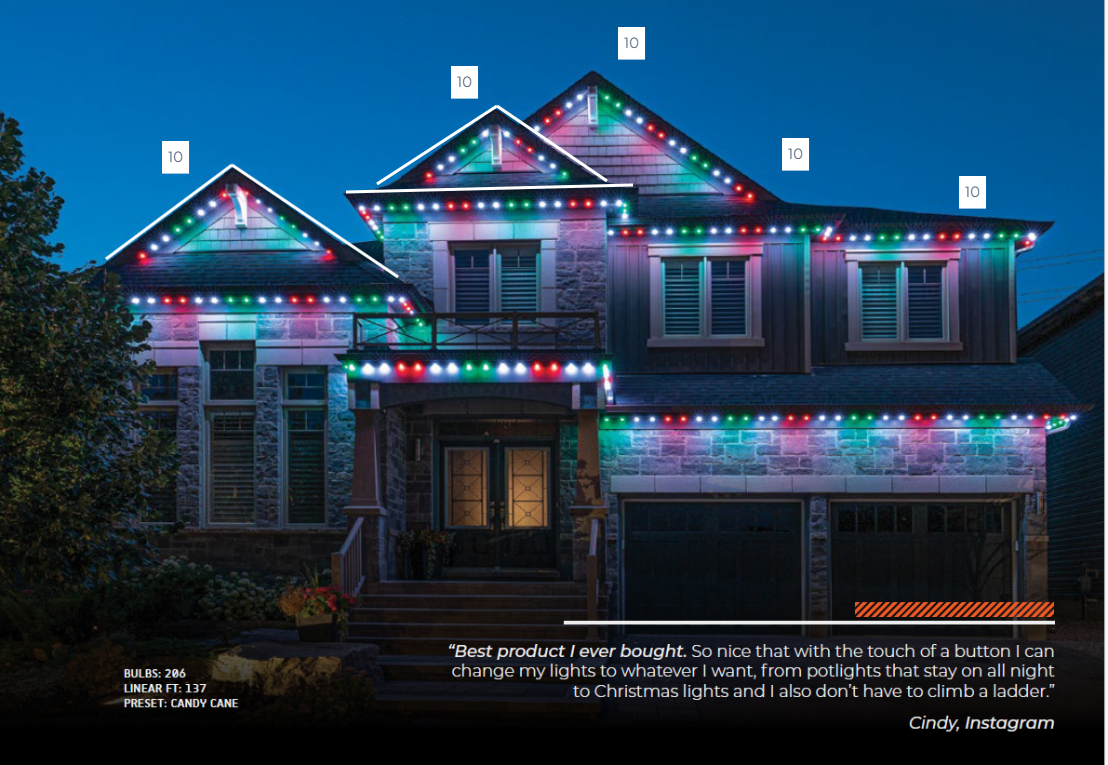 10
10
10
10
10
BULBS: 206
LINEAR FT: 137
PRESET: CANDY CANE
“Best product I ever bought. So nice that with the touch of a button I can
change my lights to whatever I want, from potlights that stay on all night
to Christmas lights and I also don’t have to climb a ladder.”
Cindy, Instagram